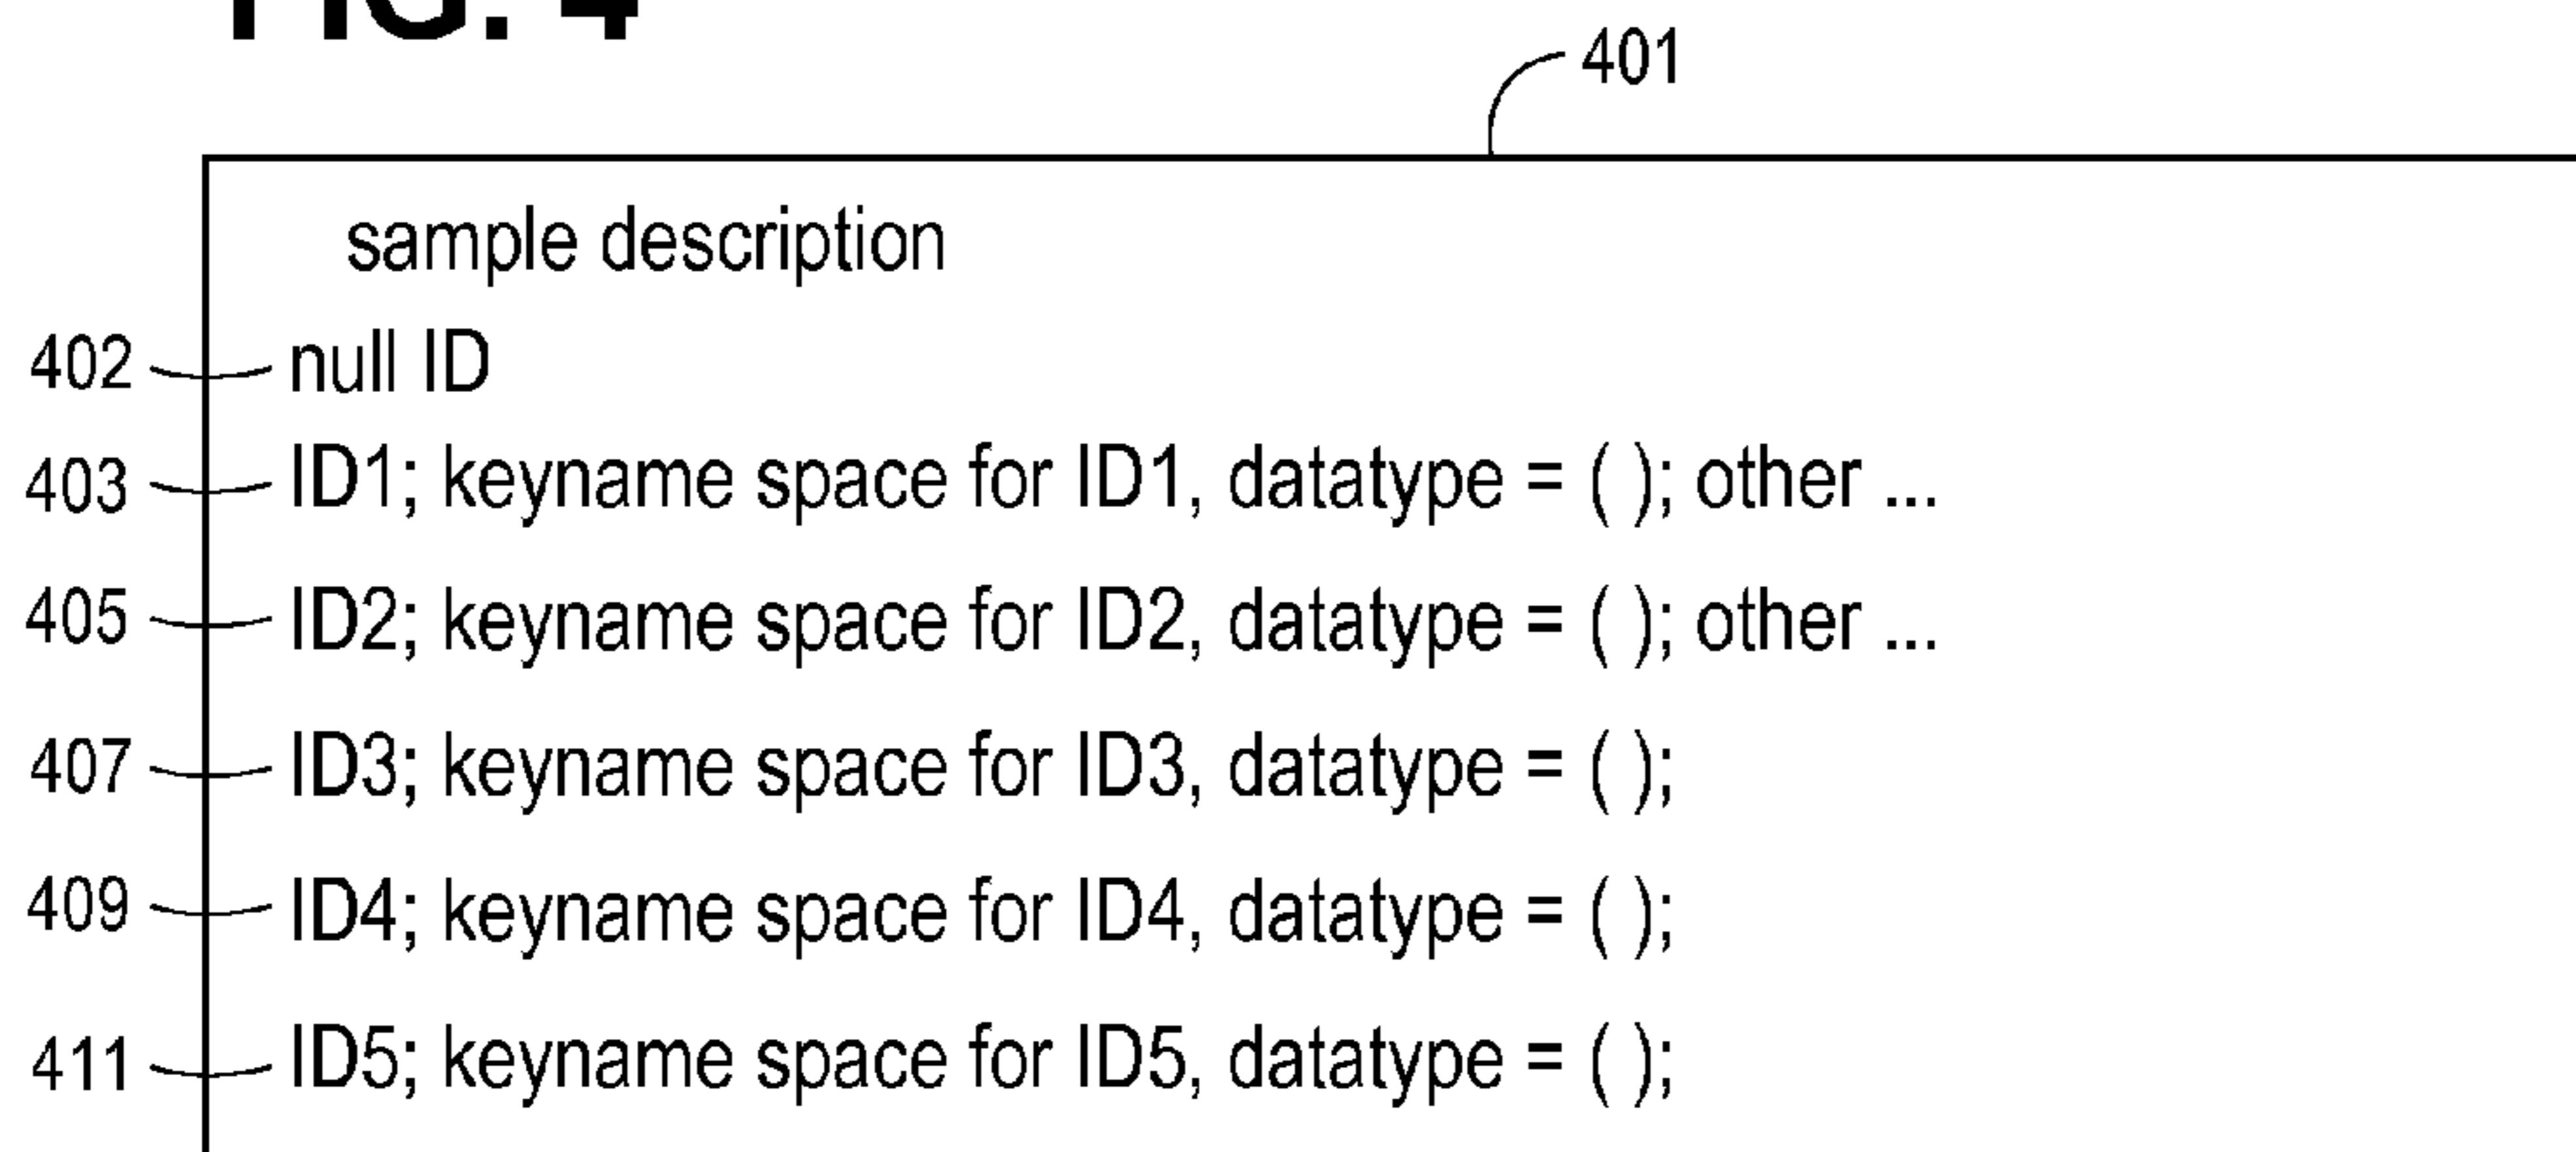 FIG. 4
401
sample description
402 null ID
403 ID1; keyname space for ID1, datatype = ( ); other ...
405 ID2; keyname space for ID2, datatype = ( ); other ...
407 ID3; keyname space for ID3, datatype = ( );
409 ID4; keyname space for ID4, datatype = ( );
411 ID5; keyname space for ID5, datatype = ( );